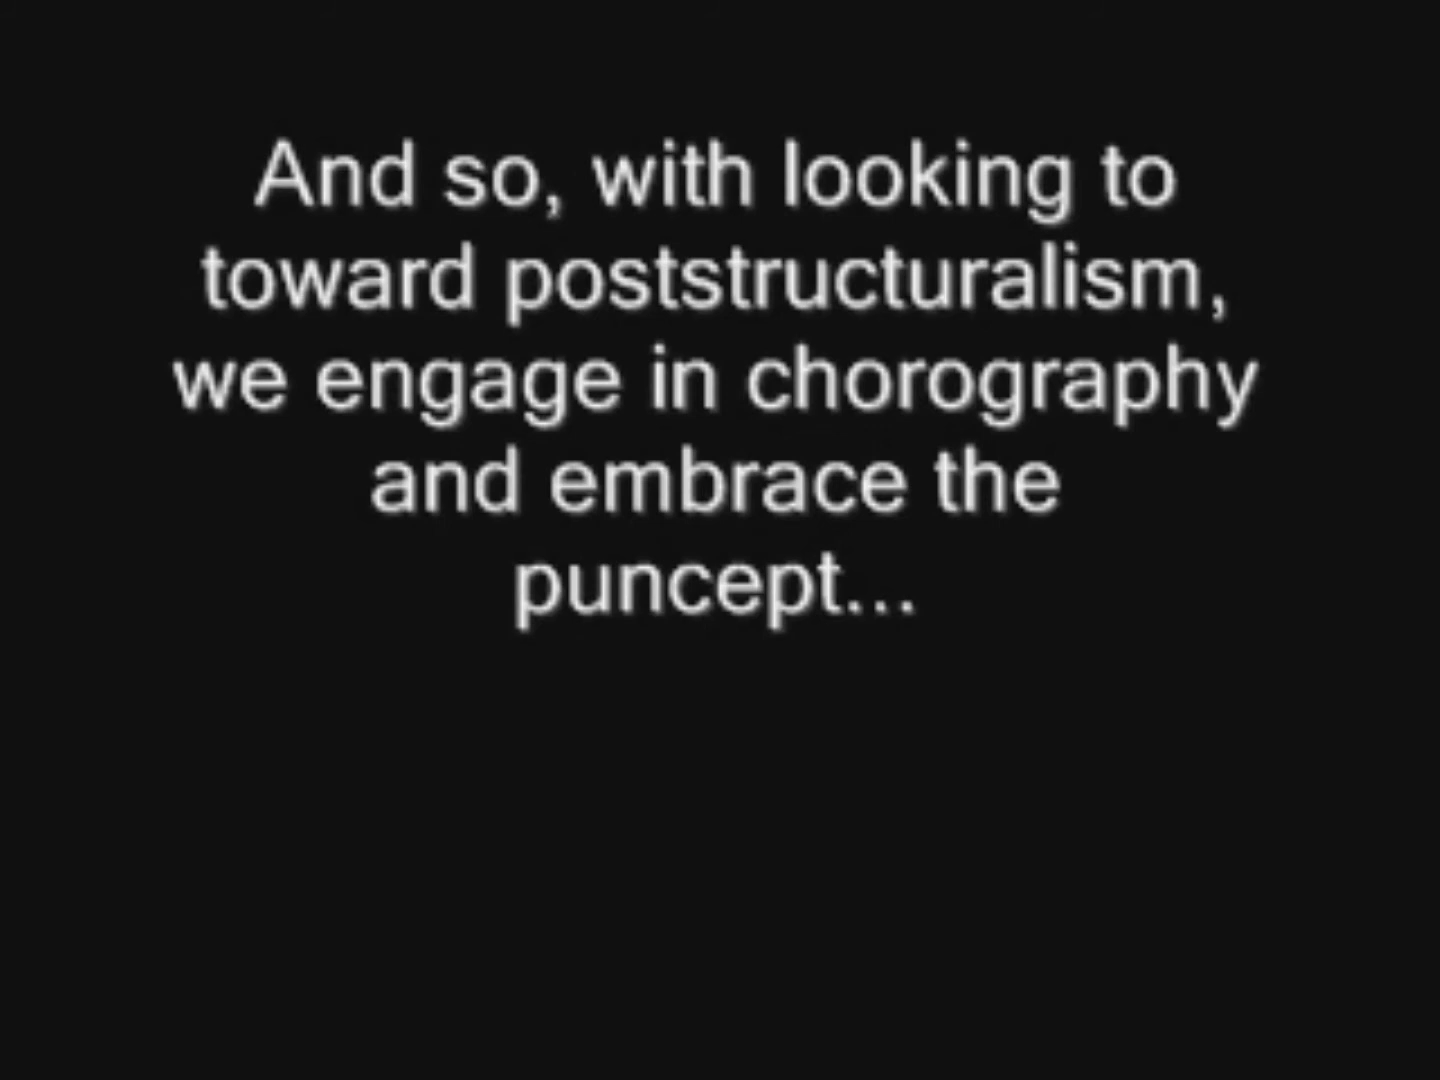 And so, with looking to
toward poststructuralism,
we engage in chorography
and embrace the
puncept...